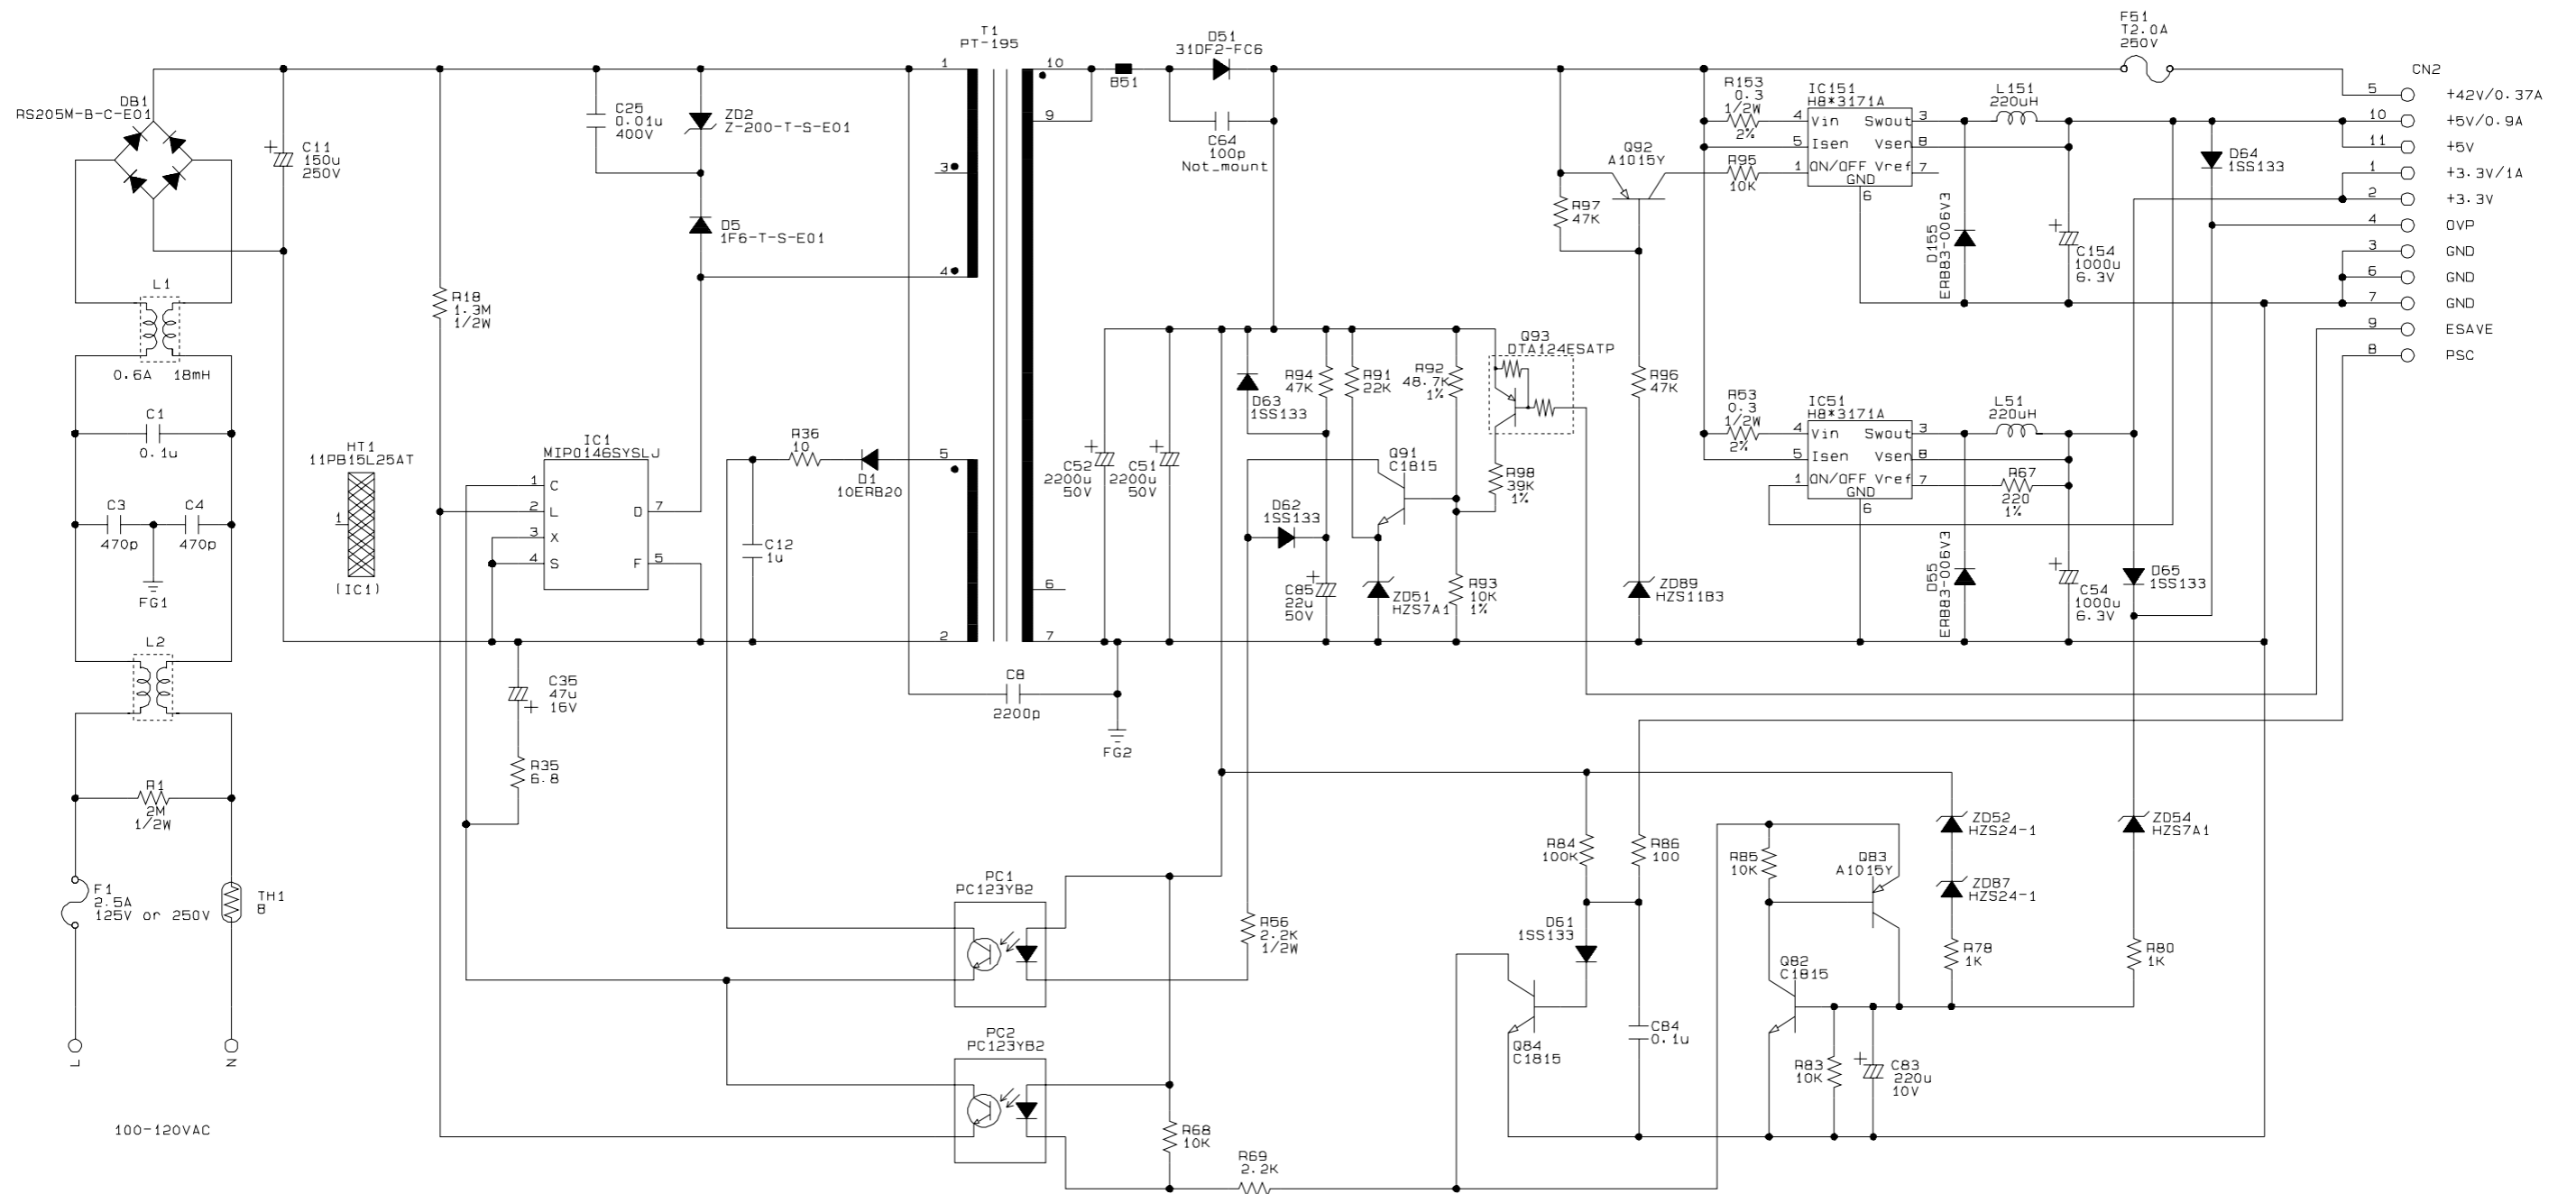 F51
T2.0A
250V
T1
PT-195
D51
31DF2-FC6
CN2
1
10
B51
DB1
RS205M-B-C-E01
R153
0.3
1/2W
2%
IC151
H8*3171A
L151
220uH
5
+42V/0.37A
C25
0.01u
400V
ZD2
Z-200-T-S-E01
9
C64
100p
Not_mount
4
Vin
Swout
3
10
+5V/0.9A
C11
150u
250V
Q92
A1015Y
5
Isen
Vsen
8
D64
1SS133
11
+5V
3
R95
10K
1
ON/OFF
Vref
7
GND
6
1
+3.3V/1A
R97
47K
2
+3.3V
D5
1F6-T-S-E01
D155
ERB83-006V3
C154
1000u
6.3V
4
OVP
3
GND
4
6
GND
L1
R18
1.3M
1/2W
7
GND
9
ESAVE
8
PSC
0.6A
18mH
Q93
DTA124ESATP
R94
47K
R91
22K
R92
48.7K
1%
R96
47K
D63
1SS133
R53
0.3
1/2W
2%
IC51
H8*3171A
L51
220uH
C1
0.1u
HT1
11PB15L25AT
IC1
MIP0146SYSLJ
R36
10
5
4
Vin
Swout
3
D1
10ERB20
C52
2200u
50V
C51
2200u
50V
Q91
C1815
R98
39K
1%
5
Isen
Vsen
8
1
ON/OFF
Vref
7
GND
6
R67
220
1%
1
C
2
L
D
7
3
X
4
S
F
5
C3
470p
C4
470p
1
(IC1)
D62
1SS133
C12
1u
FG1
6
C85
22u
50V
ZD51
HZS7A1
R93
10K
1%
ZD89
HZS11B3
D55
ERB83-006V3
C54
1000u
6.3V
D65
1SS133
2
7
L2
C35
47u
16V
C8
2200p
FG2
R35
6.8
R1
2M
1/2W
R84
100K
R86
100
R85
10K
Q83
A1015Y
ZD52
HZS24-1
ZD54
HZS7A1
ZD87
HZS24-1
F1
2.5A
125V or 250V
TH1
8
PC1
PC123YB2
R56
2.2K
1/2W
D61
1SS133
R78
1K
R80
1K
Q82
C1815
PC2
PC123YB2
Q84
C1815
C84
0.1u
R83
10K
C83
220u
10V
L
N
100-120VAC
R68
10K
R69
2.2K